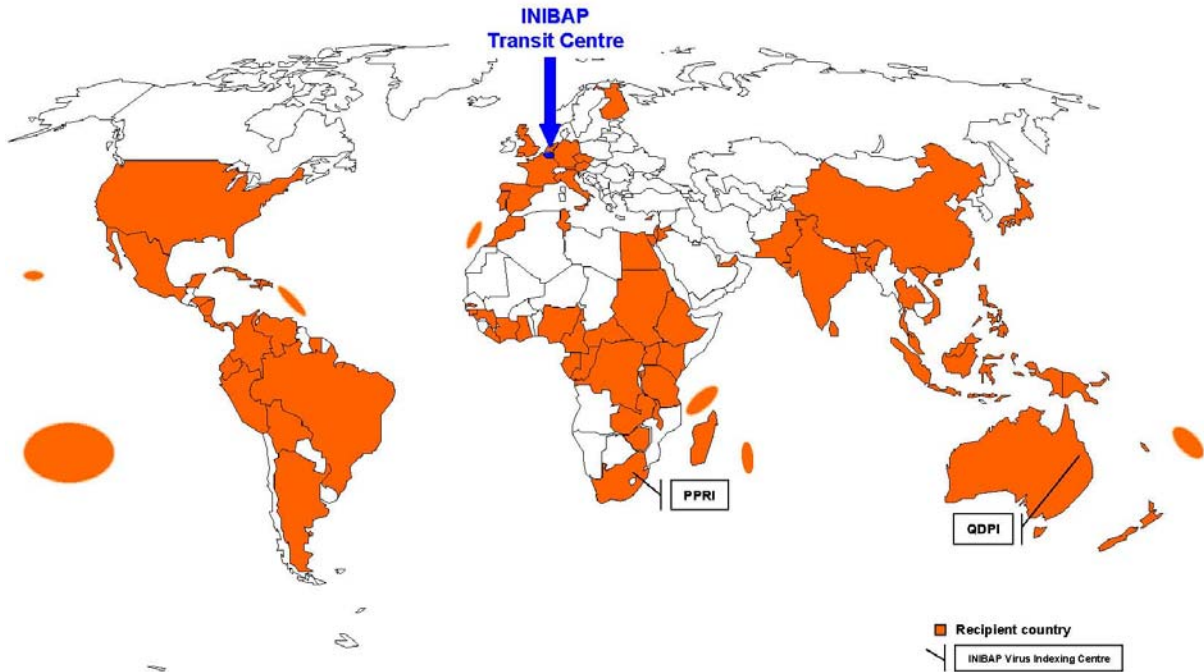 INIBAP
Transit Centre
PPRI
QDPI
Recipient country
INIBAP Virus Indexing Centre